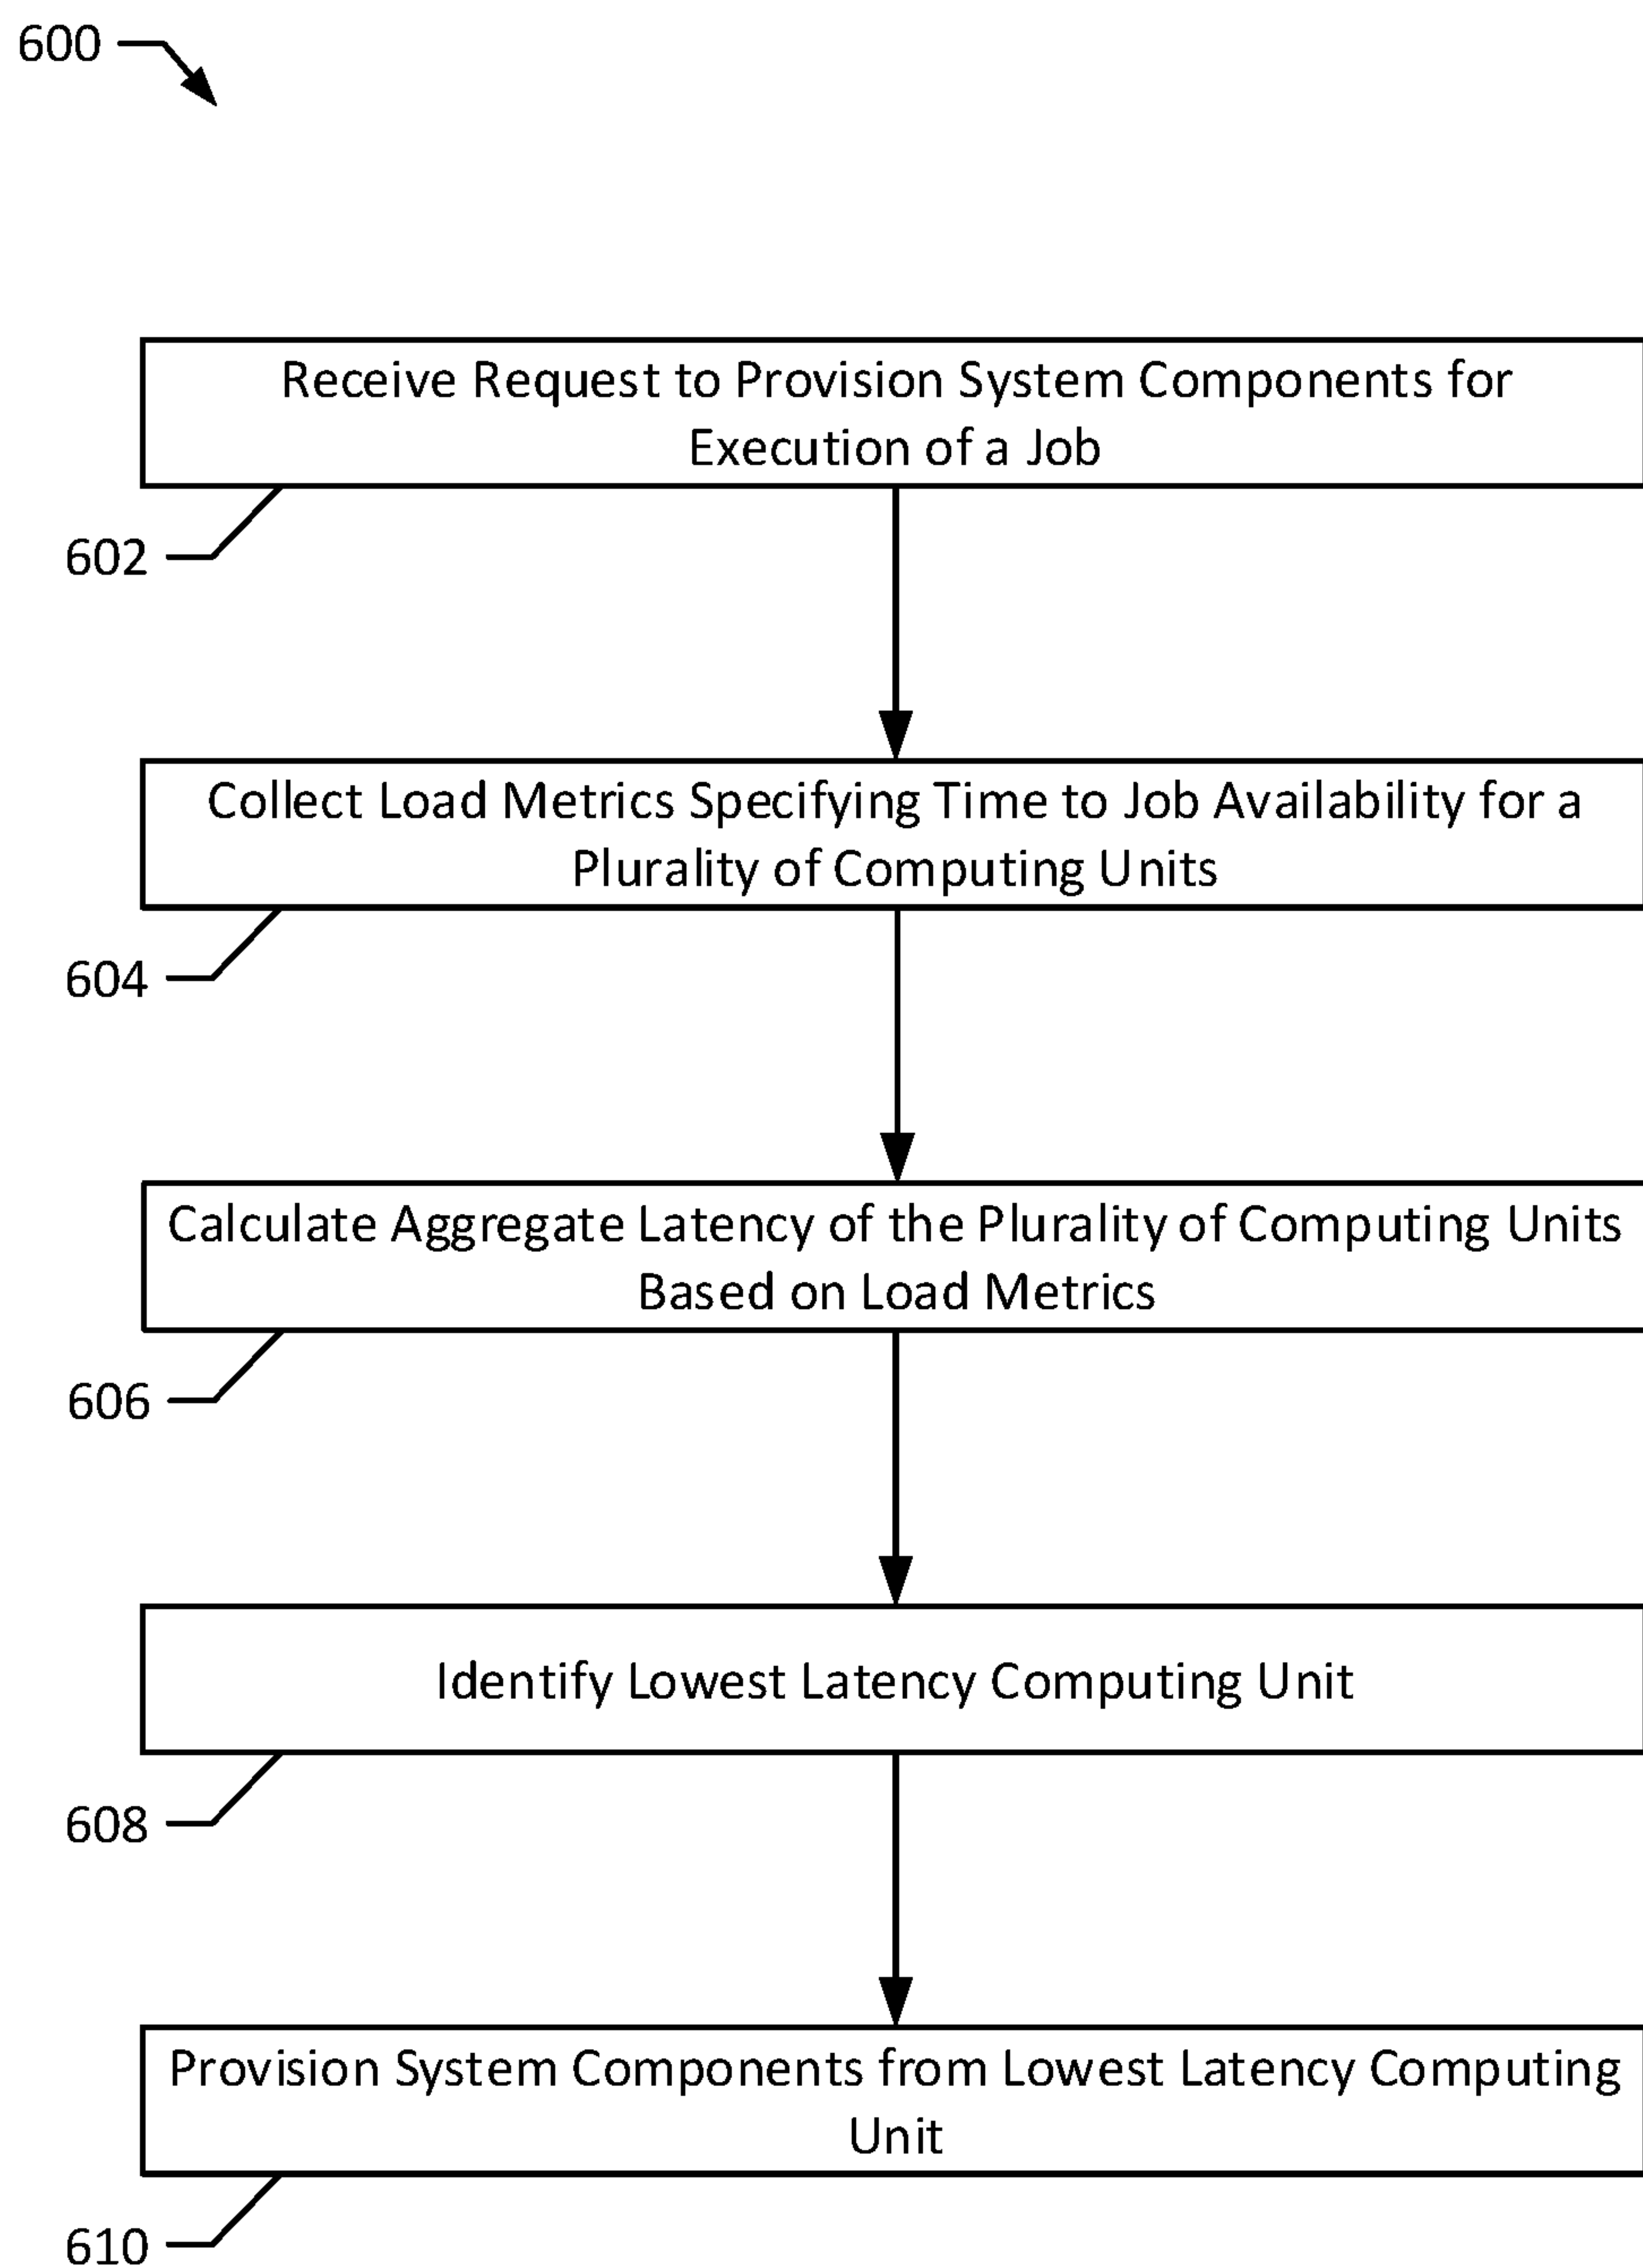 600
Receive Request to Provision System Components for
Execution of a Job
602
Collect Load Metrics Specifying Time to Job Availability for a
Plurality of Computing Units
604
Calculate Aggregate Latency of the Plurality of Computing Units
Based on Load Metrics
606
Identify Lowest Latency Computing Unit
608
Provision System Components from Lowest Latency Computing
Unit
610